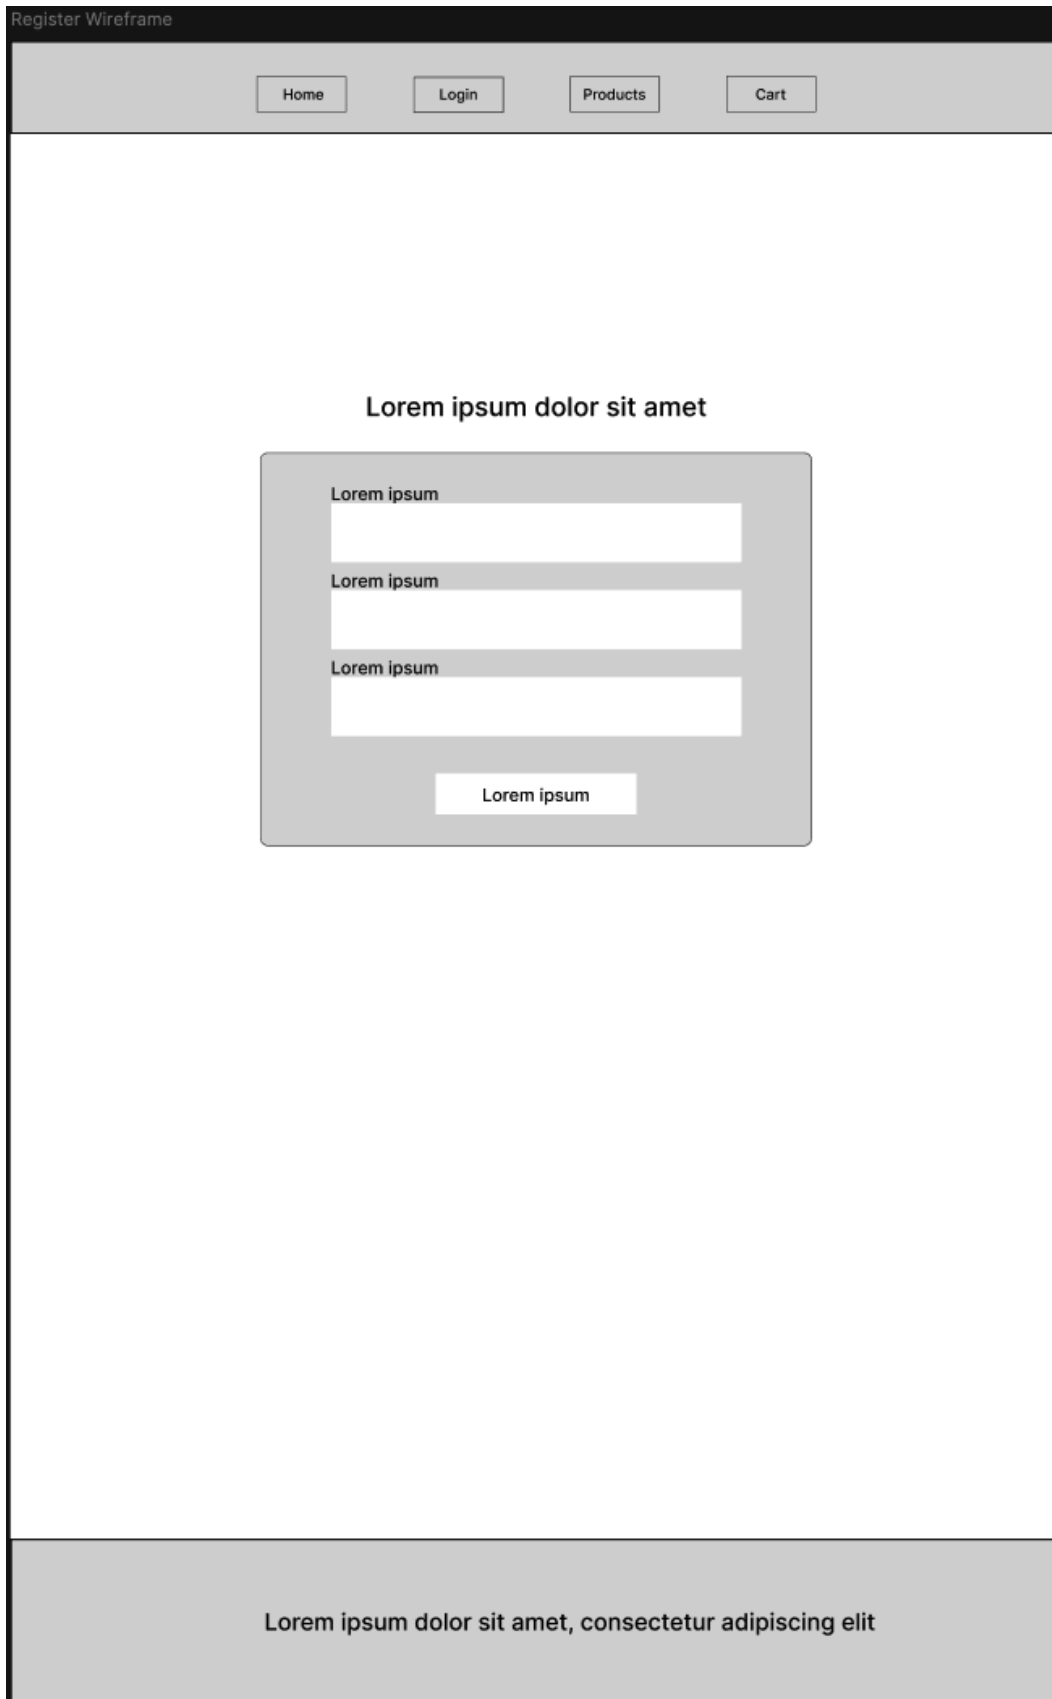 Register Wireframe
Home Login Products Cart
Lorem ipsum dolor sit amet
Lorem ipsum
Lorem ipsum
Lorem ipsum
Lorem ipsum
Lorem ipsum dolor sit amet, consectetur adipiscing elit